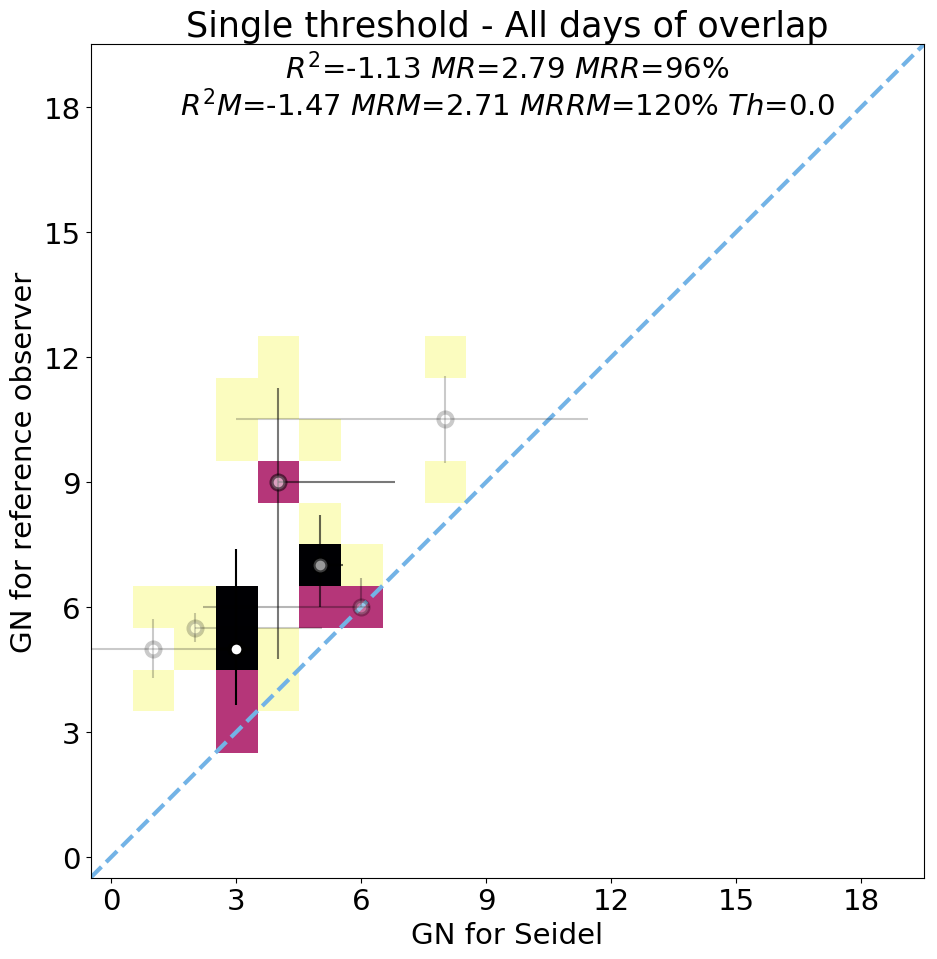 Single threshold - All days of overlap
R²=-1.13 MR=2.79 MRR=96%
R²M=-1.47 MRM=2.71 MRRM=120% Th=0.0
18
15
12
9
6
3
0
GN for reference observer
0 3 6 9 12 15 18
GN for Seidel